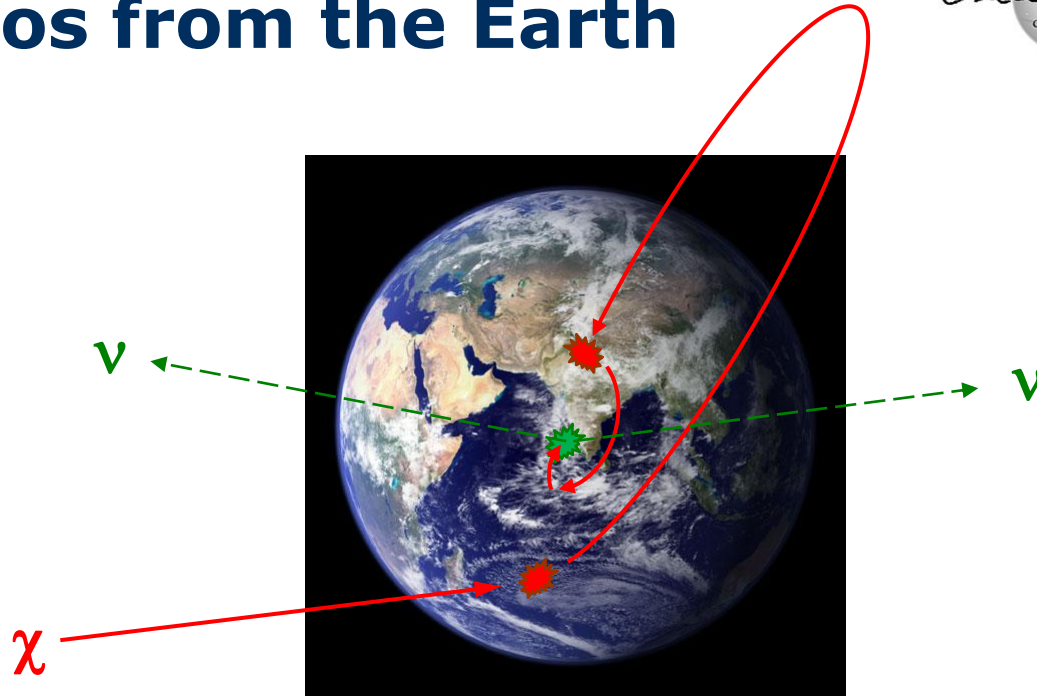 os from the Earth
ν
ν
χ